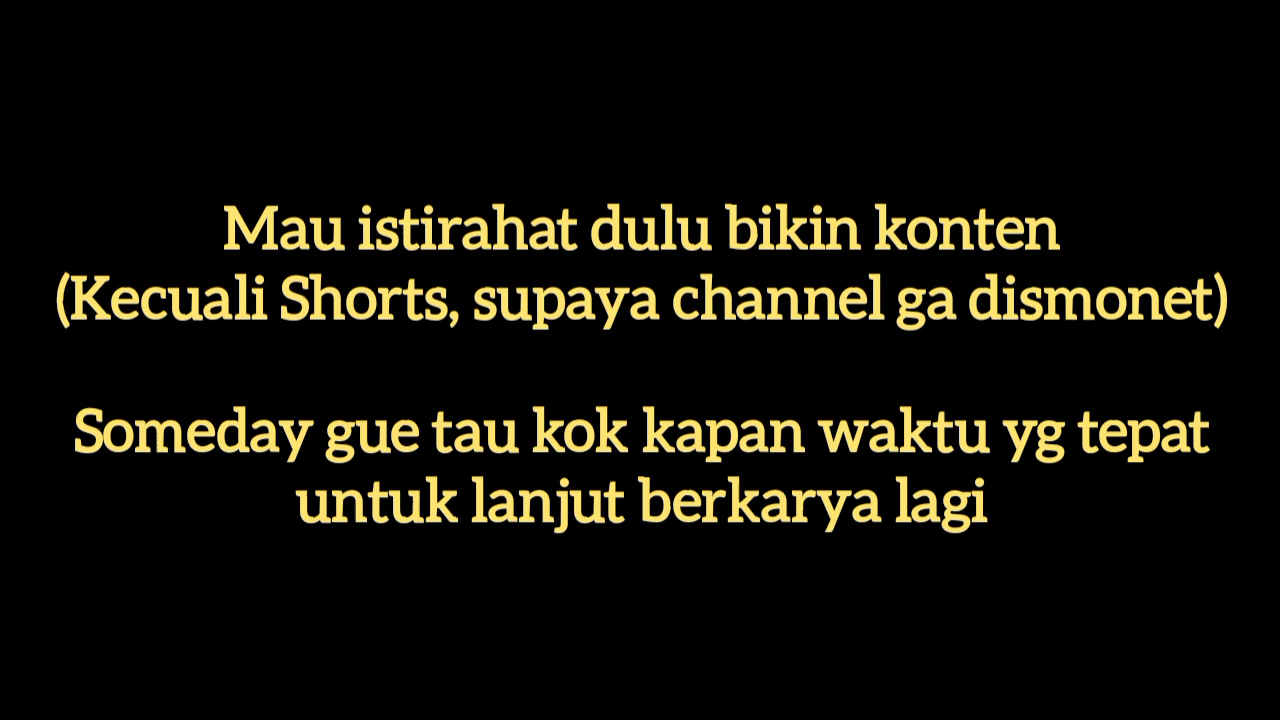 Mau istirahat dulu bikin konten
(Kecuali Shorts, supaya channel ga dismonet)
Someday gue tau kok kapan waktu yg tepat
untuk lanjut berkarya lagi